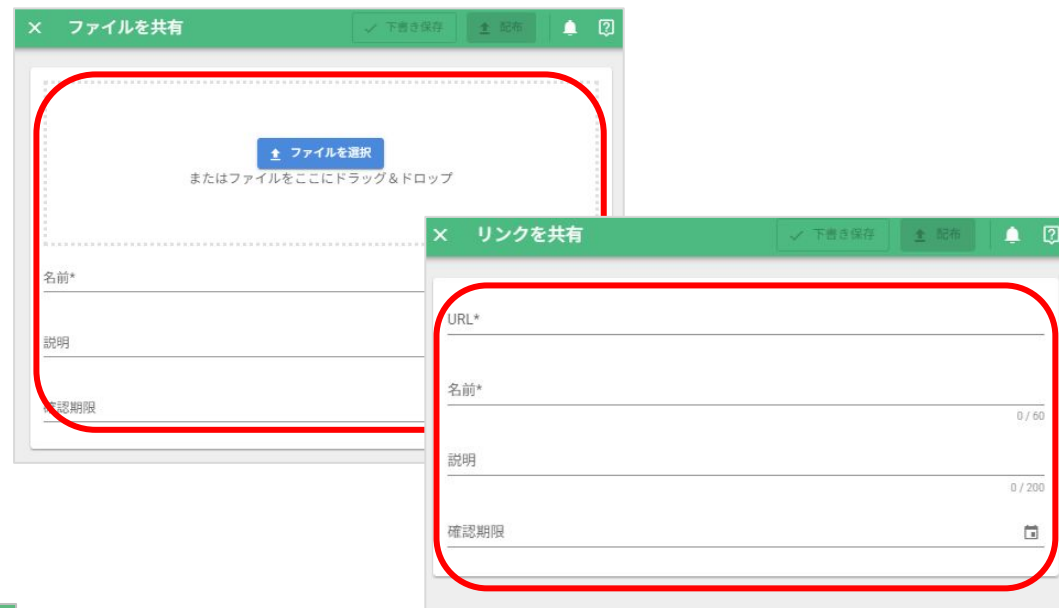 ファイルを共有
下書き保存
配布
ファイルを選択
またはファイルをここにドラッグ＆ドロップ
名前*
説明
確認期限
リンクを共有
下書き保存
配布
URL*
名前*
0 / 60
説明
0 / 200
確認期限